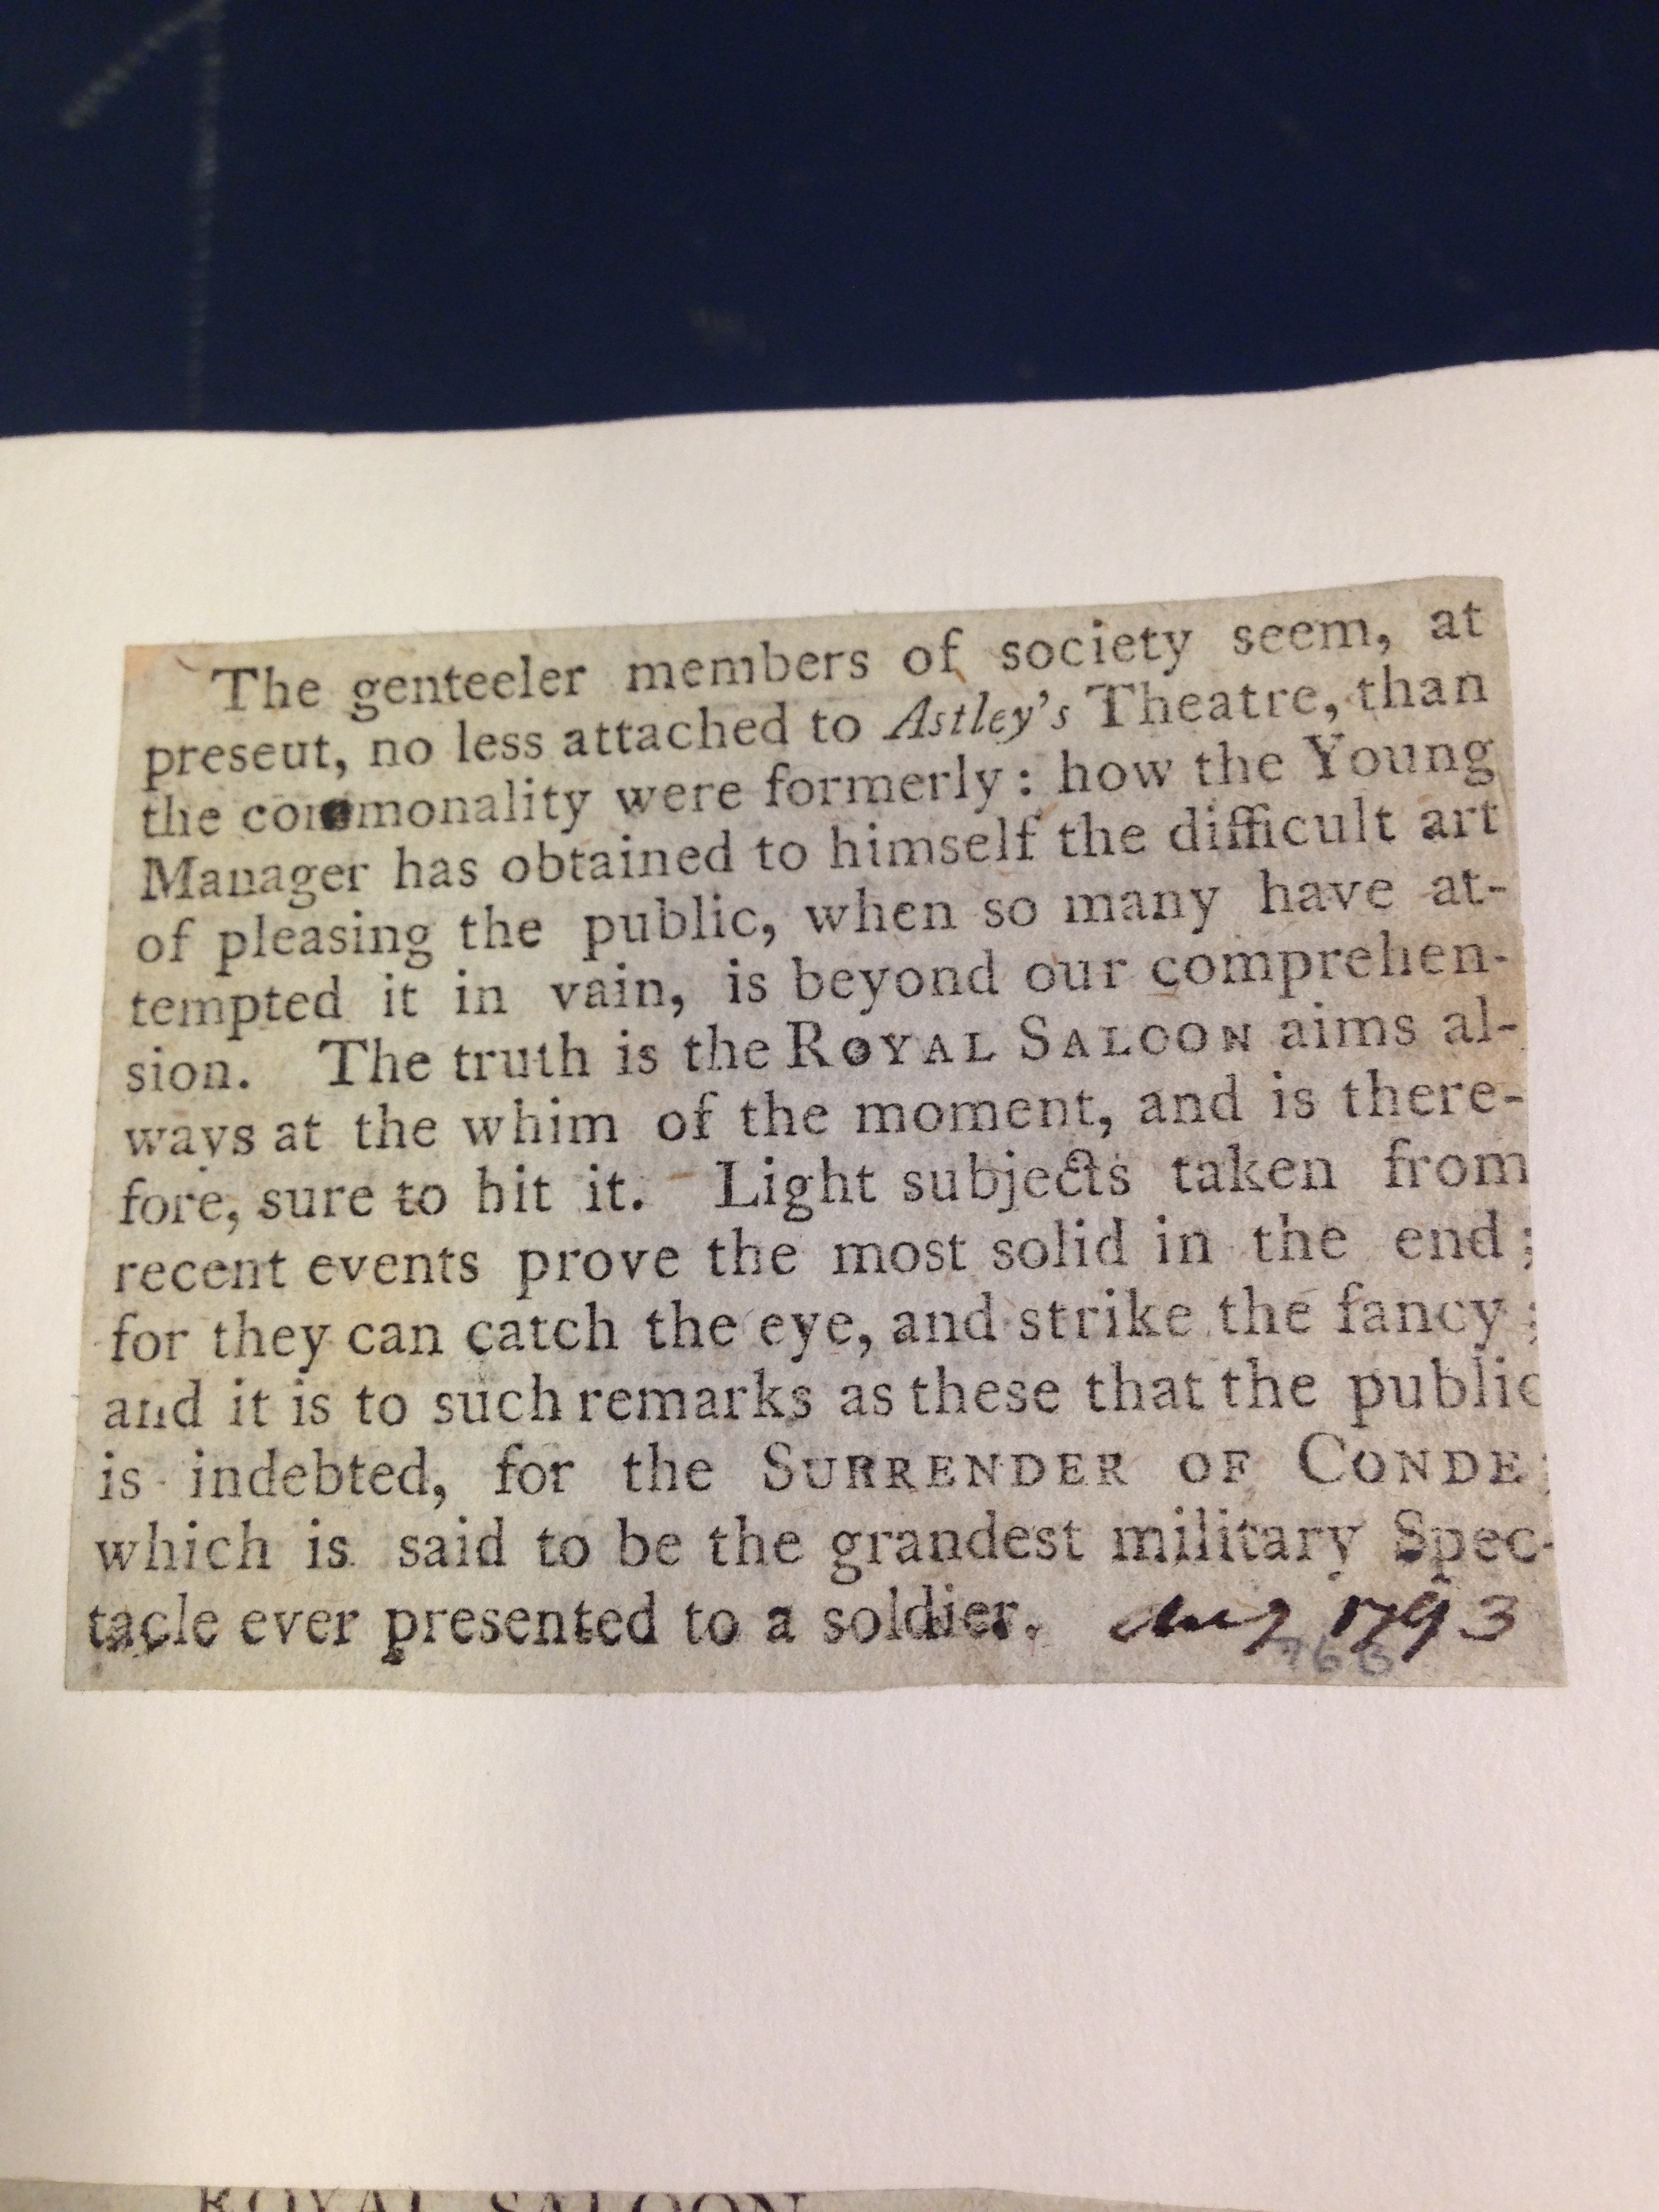 The genteeler members of society seem, at
preseut, no less attached to Astley's Theatre, than
the commonality were formerly: how the Young
Manager has obtained to himself the difficult art
of pleasing the public, when so many have at-
tempted it in vain, is beyond our comprehen-
sion. The truth is the ROYAL SALOON aims al-
ways at the whim of the moment, and is there-
fore, sure to hit it. Light subjects taken from
recent events prove the most solid in the end;
for they can catch the eye, and strike the fancy;
and it is to such remarks as these that the public
is indebted, for the SURRENDER OF CONDE;
which is said to be the grandest military Spec-
tacle ever presented to a soldier. Aug 1793
766
ROYAL SALOON